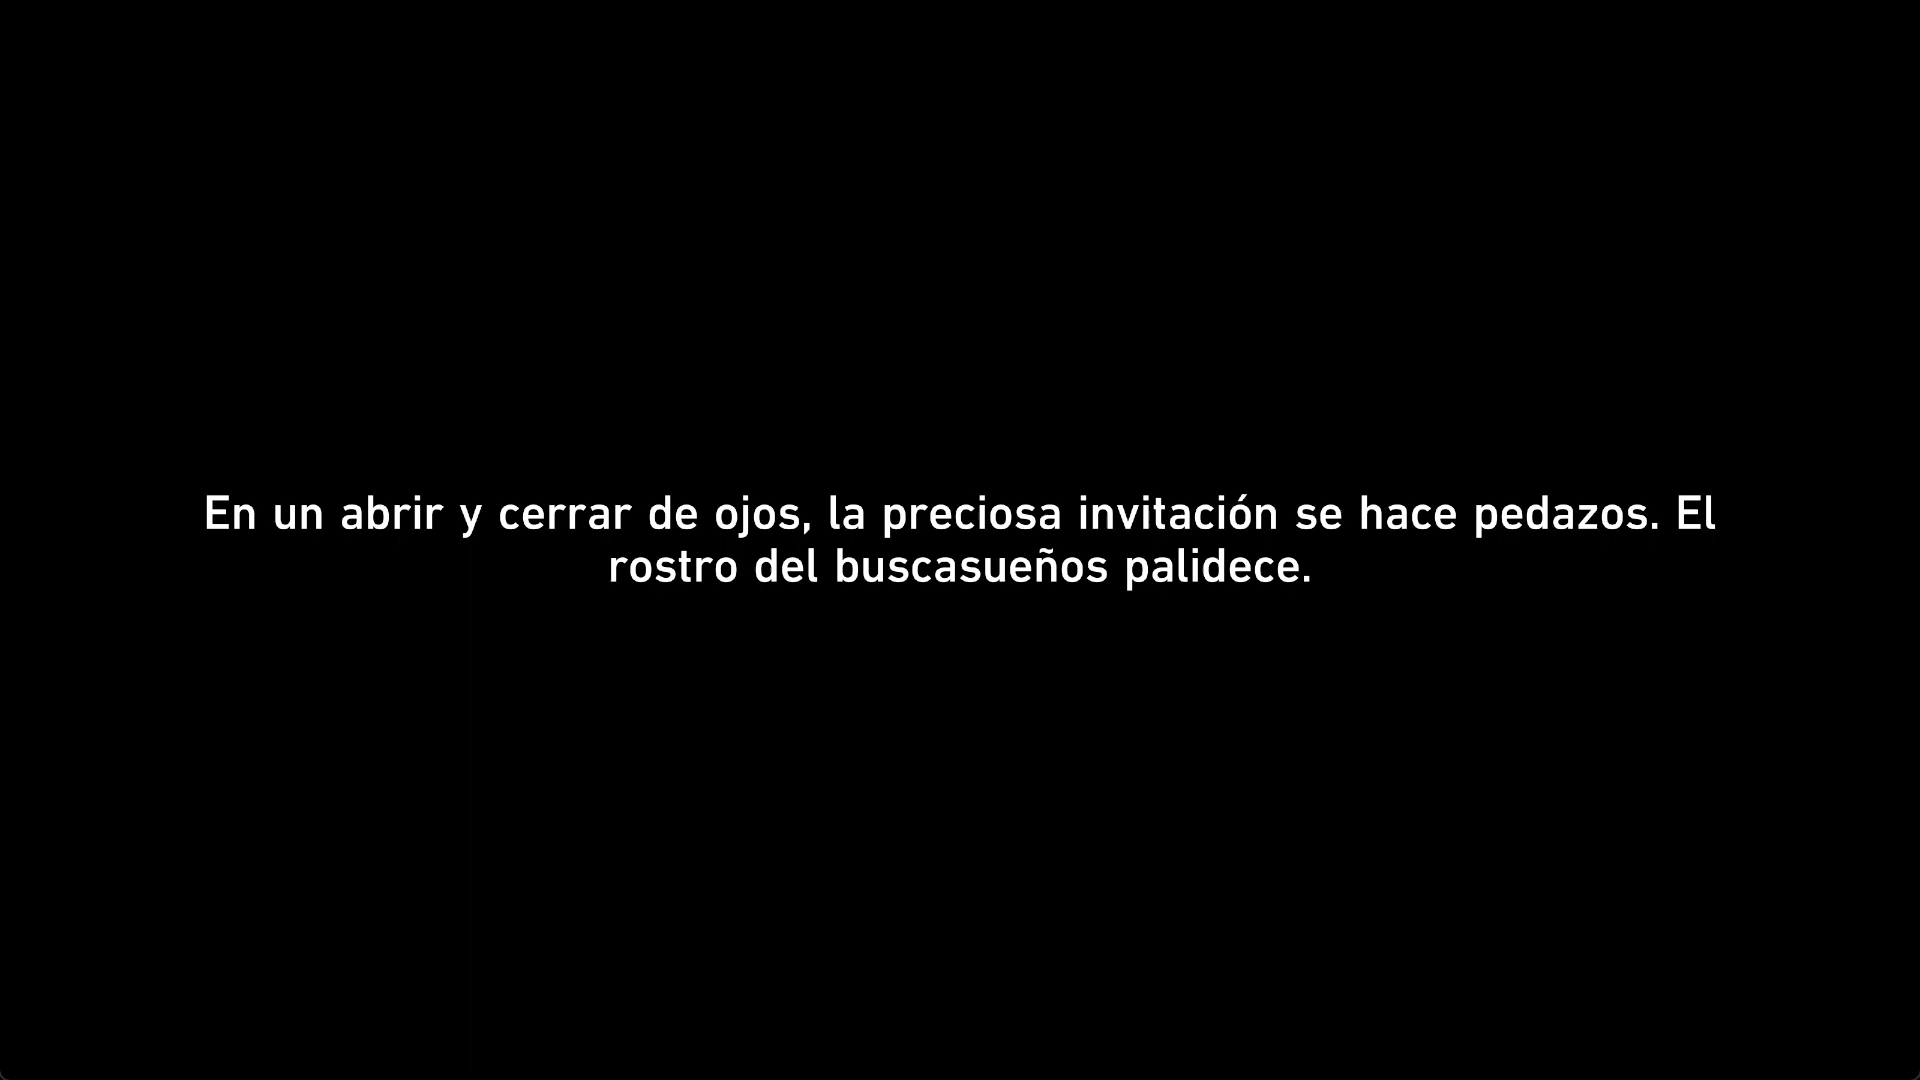 En un abrir y cerrar de ojos, la preciosa invitación se hace pedazos. El
rostro del buscasueños palidece.